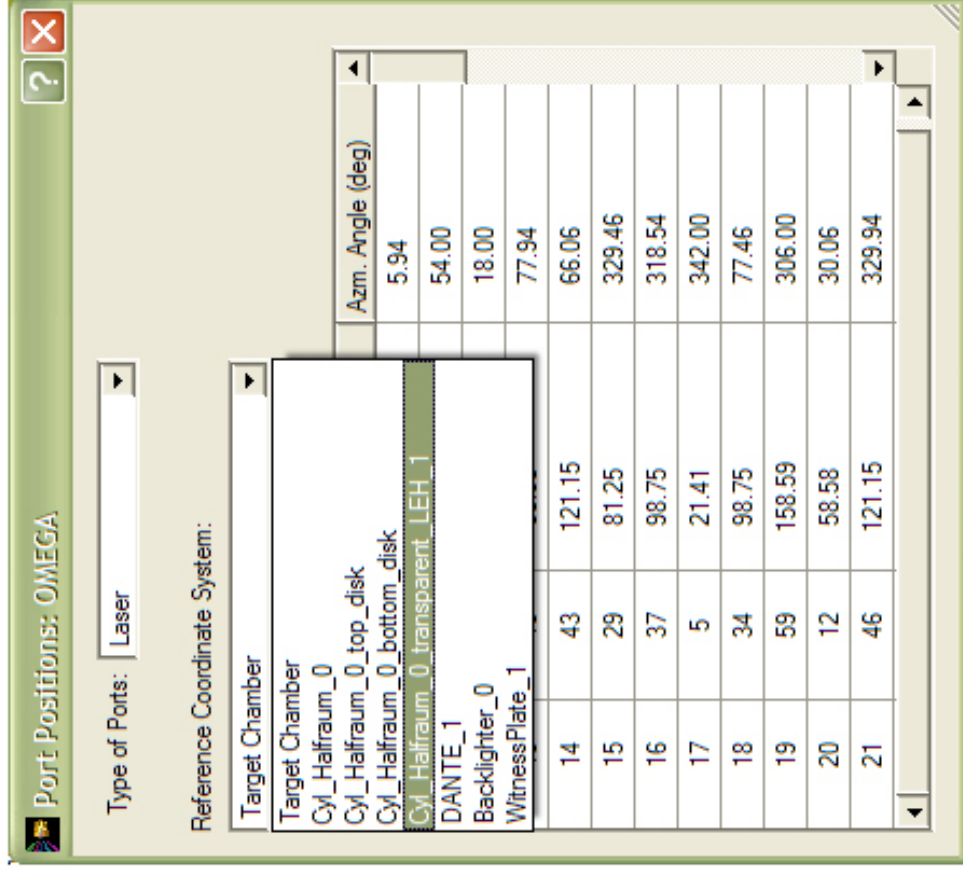 Port Positions: OMEGA
Type of Ports: Laser
Reference Coordinate System:
Target Chamber
Target Chamber
Cyl_Halfraum_0
Cyl_Halfraum_0_top_disk
Cyl_Halfraum_0_bottom_disk
Cyl_Halfraum_0_transparent_LEH_1
DANTE_1
Backlighter_0
WitnessPlate_1
Azm. Angle (deg)
5.94
54.00
18.00
77.94
14 43 121.15 66.06
15 29 81.25 329.46
16 37 98.75 318.54
17 5 21.41 342.00
18 34 98.75 77.46
19 59 158.59 306.00
20 12 58.58 30.06
21 46 121.15 329.94